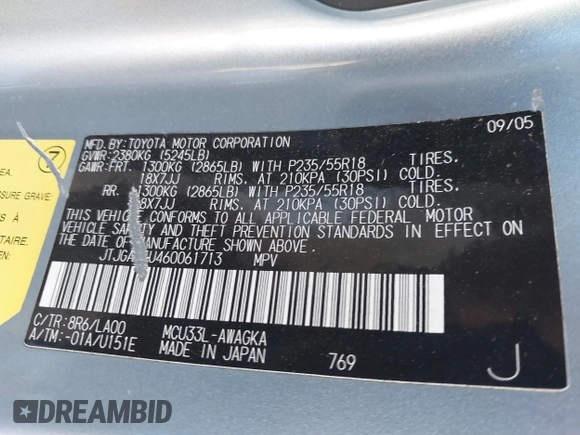 09/05
MFD.BY:TOYOTA MOTOR CORPORATION
GVWR:2380KG (5245LB)
GAWR:FRT. 1300KG (2865LB) WITH P235/55R18 TIRES.
18X7JJ RIMS. AT 210KPA (30PSI) COLD.
RR. 1300KG (2865LB) WITH P235/55R18 TIRES.
18X7JJ RIMS. AT 210KPA (30PSI) COLD.
THIS VEHICLE CONFORMS TO ALL APPLICABLE FEDERAL MOTOR
VEHICLE SAFETY AND THEFT PREVENTION STANDARDS IN EFFECT
ON THE DATE OF MANUFACTURE SHOWN ABOVE.
MPV
C/TR:8R6/LA00 MCU33L-AWAGKA
A/TM:-01A/U151E MADE IN JAPAN 769 J
7
SSURE GRAVE
DREAMBID